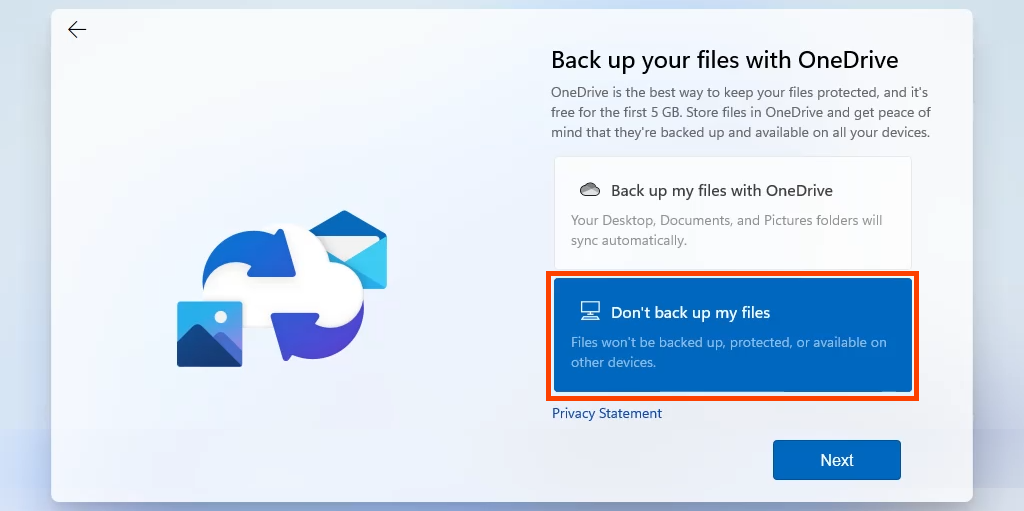 Back up your files with OneDrive
OneDrive is the best way to keep your files protected, and it's
free for the first 5 GB. Store files in OneDrive and get peace of
mind that they're backed up and available on all your devices.
Back up my files with OneDrive
Your Desktop, Documents, and Pictures folders will
sync automatically.
Don't back up my files
Files won't be backed up, protected, or available on
other devices.
Privacy Statement
Next